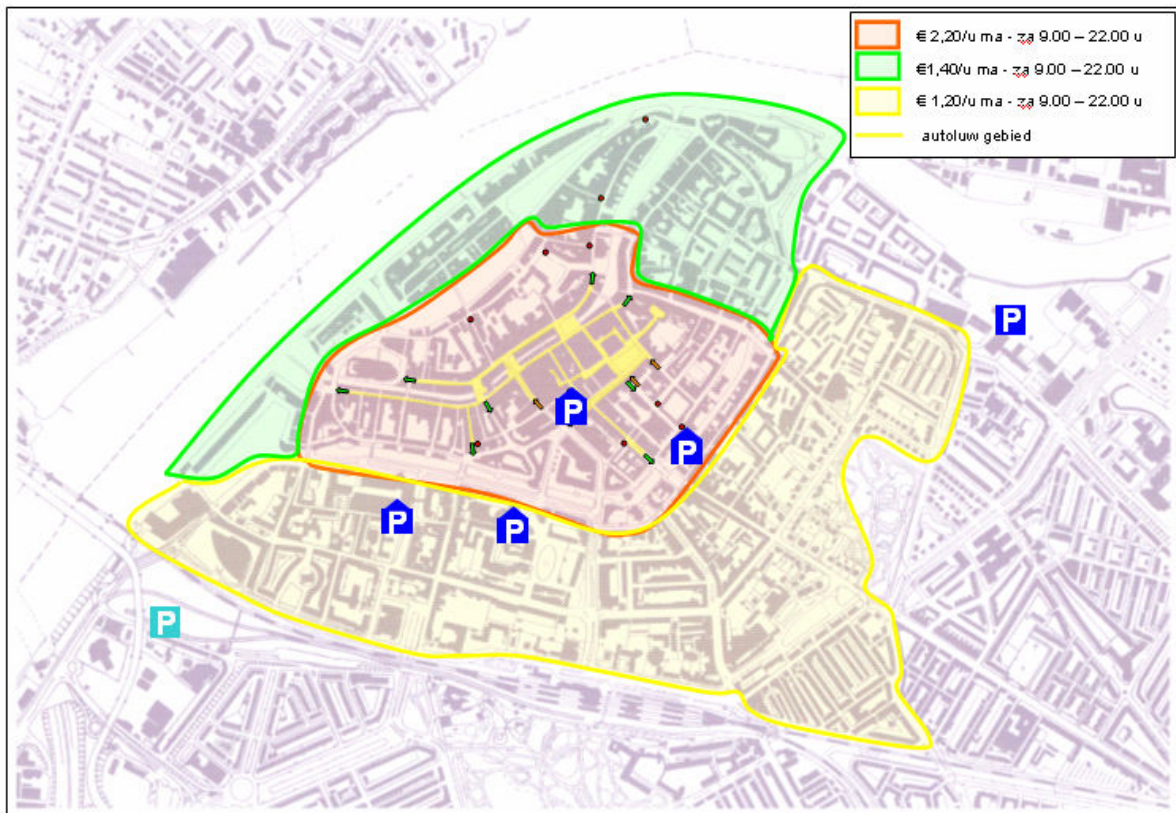 € 2,20/u ma - za 9.00 – 22.00 u
€1,40/u ma - za 9.00 – 22.00 u
€ 1,20/u ma - za 9.00 – 22.00 u
autoluw gebied
P
P
P
P
P
P